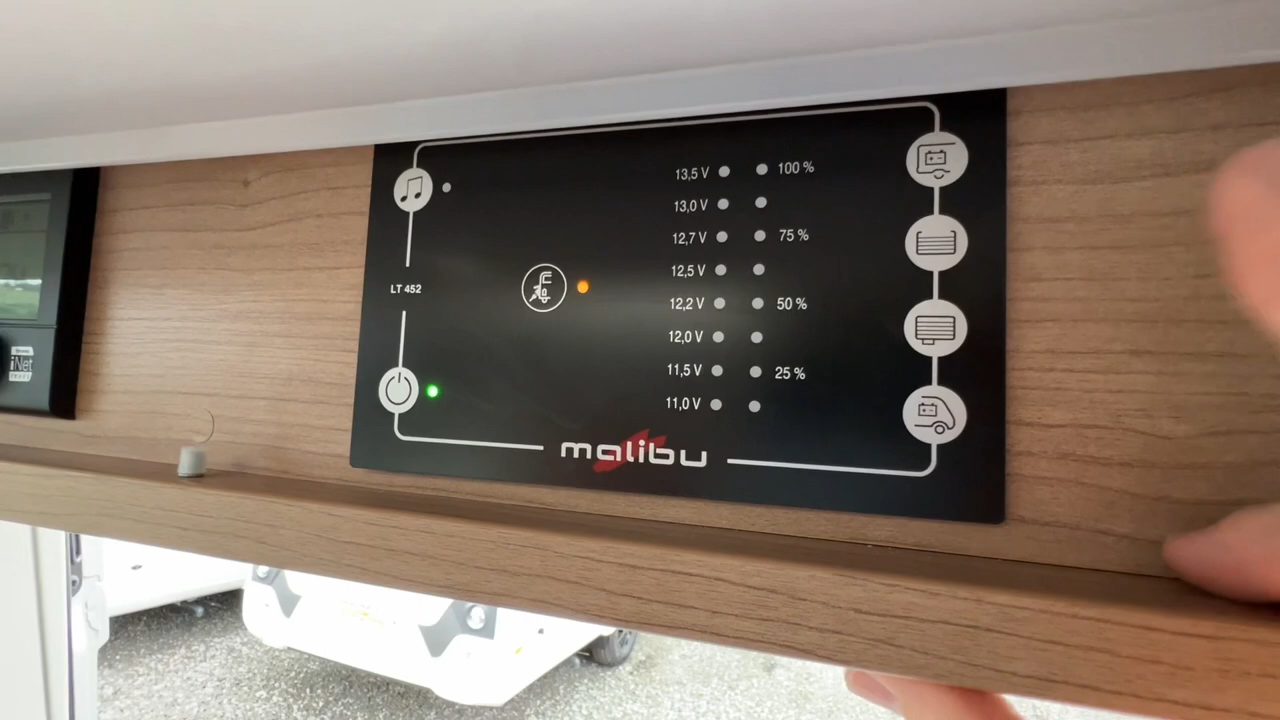 13,5 V 100 %
13,0 V
12,7 V 75 %
12,5 V
LT 452
12,2 V 50 %
12,0 V
iNet
11,5 V 25 %
11,0 V
malibu